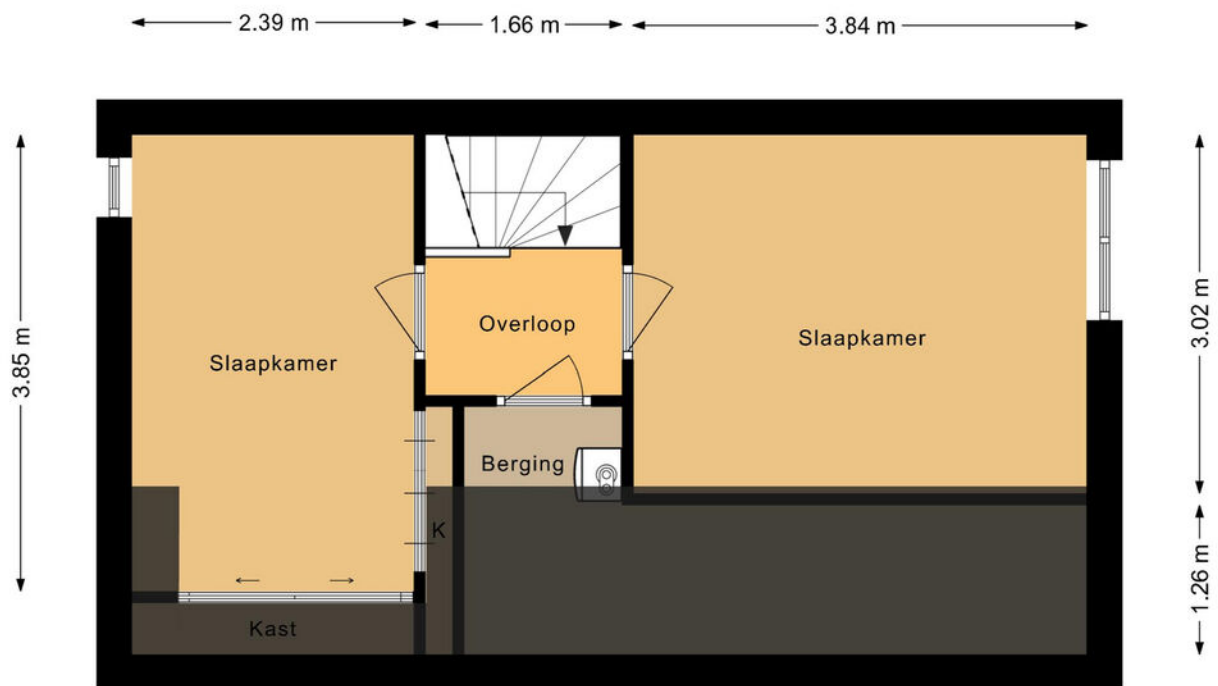 2.39 m
1.66 m
3.84 m
3.85 m
3.02 m
1.26 m
Overloop
Slaapkamer
Slaapkamer
Berging
K
Kast